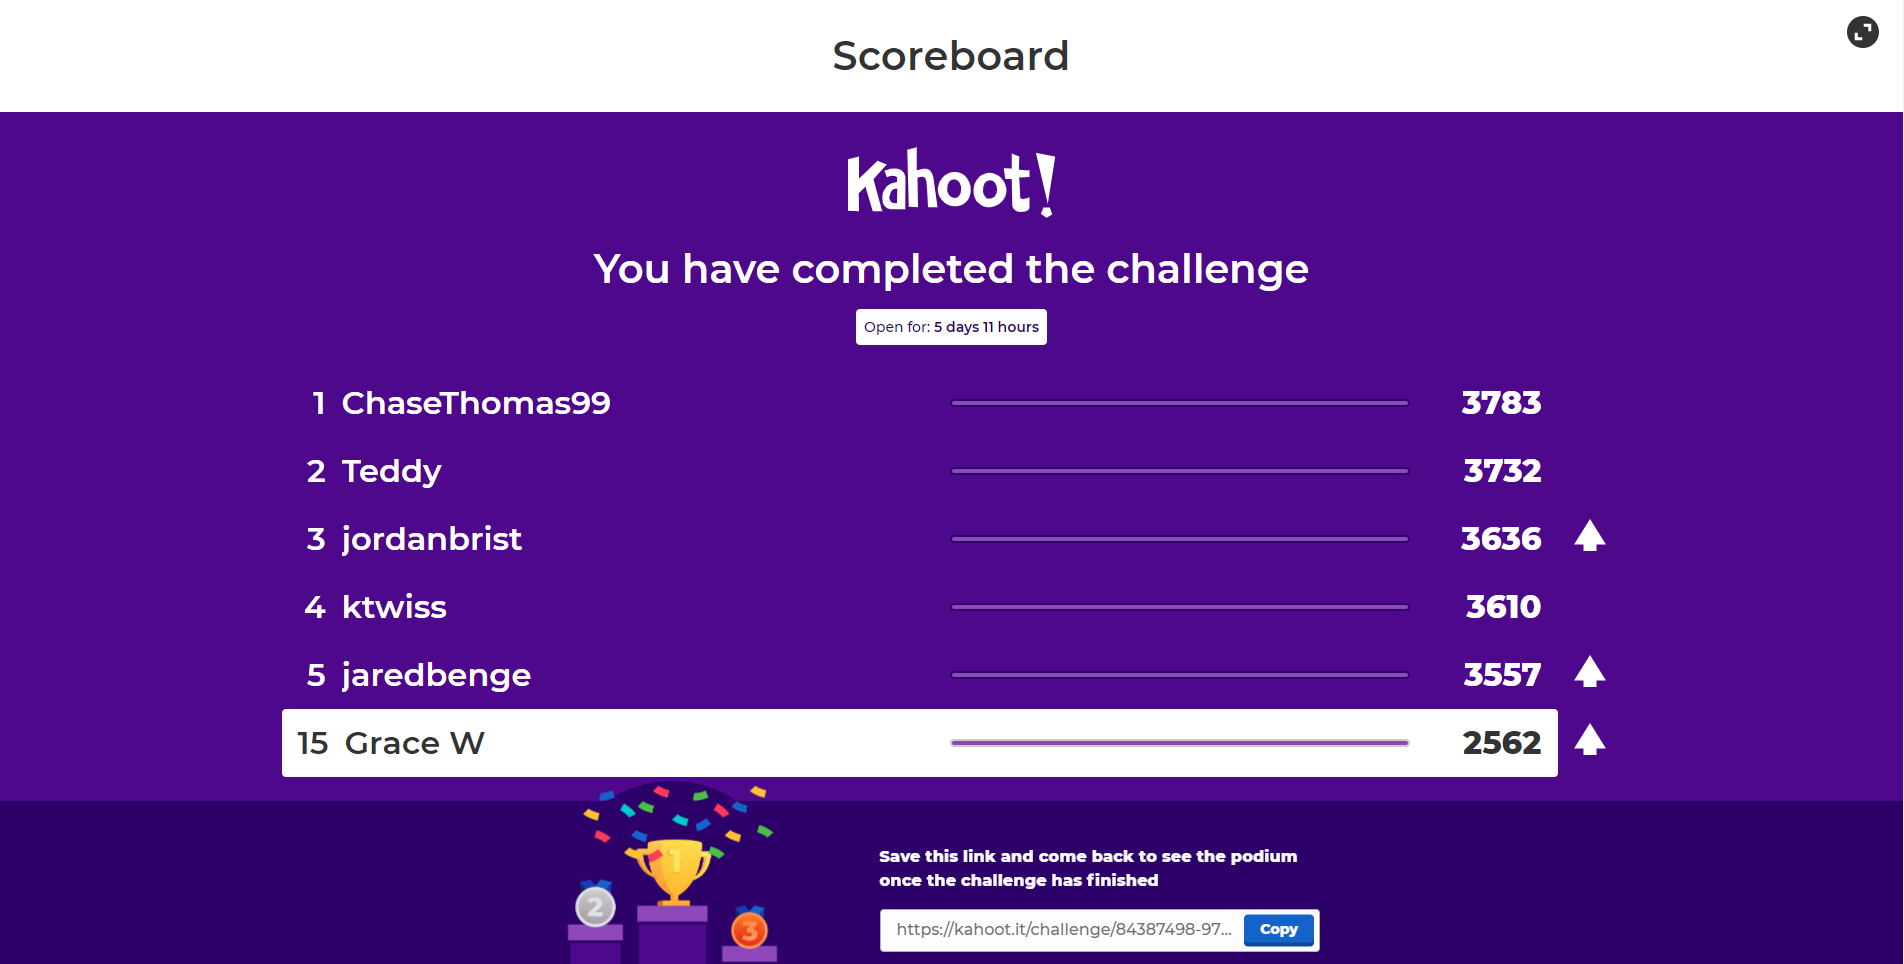 Scoreboard
Kahoot!
You have completed the challenge
Open for: 5 days 11 hours
1 ChaseThomas99 3783
2 Teddy 3732
3 jordanbrist 3636
4 ktwiss 3610
5 jaredbenge 3557
15 Grace W 2562
1
2
3
Save this link and come back to see the podium
once the challenge has finished
https://kahoot.it/challenge/84387498-97... Copy